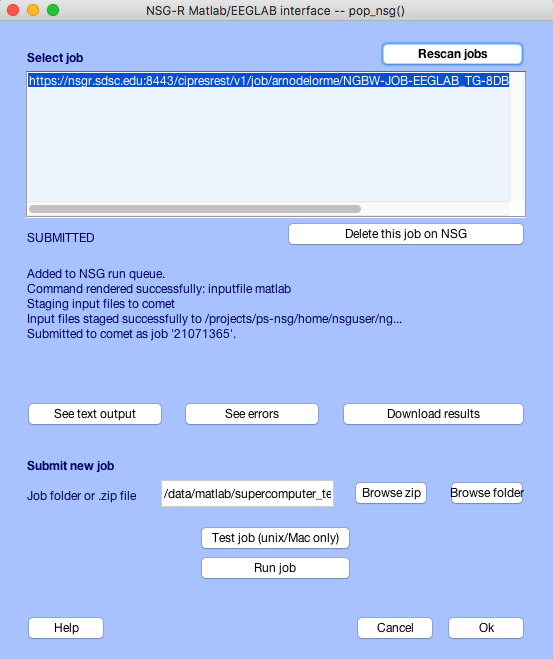 NSG-R Matlab/EEGLAB interface -- pop_nsg()
Select job
Rescan jobs
https://nsgr.sdsc.edu:8443/cipresrest/v1/job/arnodelorme/NGBW-JOB-EEGLAB_TG-8DB
SUBMITTED
Delete this job on NSG
Added to NSG run queue.
Command rendered successfully: inputfile matlab
Staging input files to comet
Input files staged successfully to /projects/ps-nsg/home/nsguser/ng...
Submitted to comet as job '21071365'.
See text output
See errors
Download results
Submit new job
Job folder or .zip file
/data/matlab/supercomputer_te
Browse zip
Browse folder
Test job (unix/Mac only)
Run job
Help
Cancel
Ok